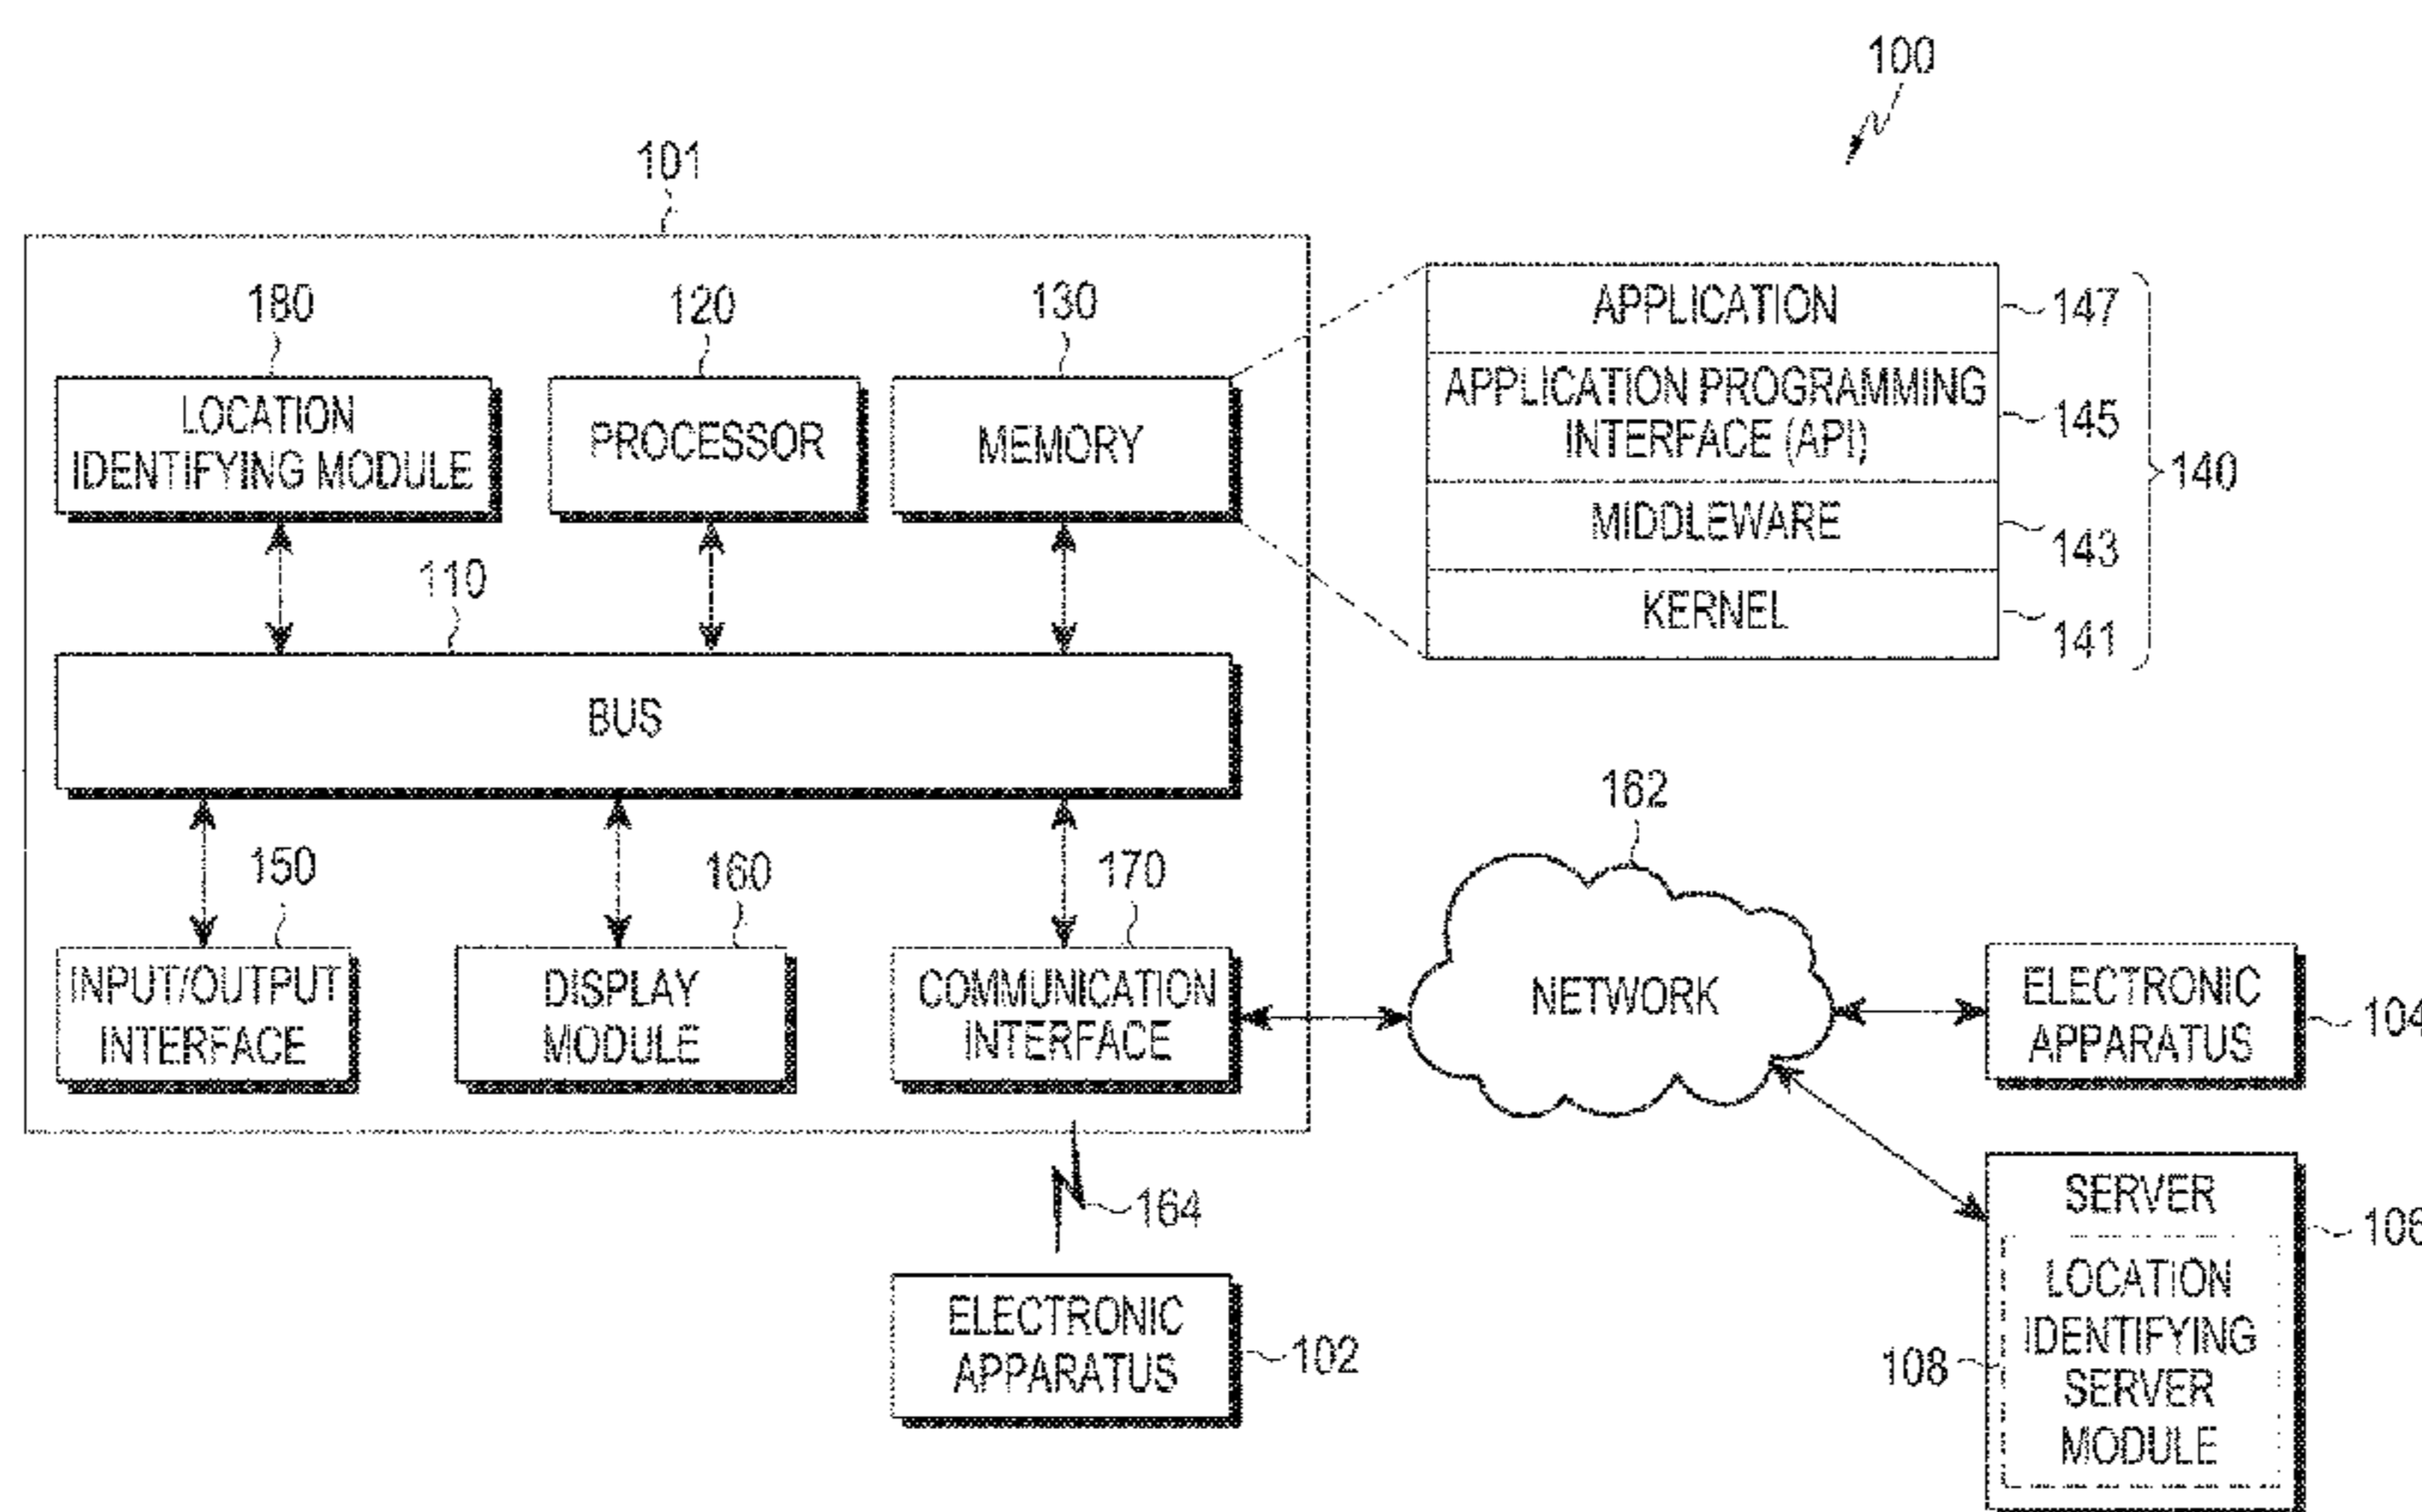 100
101
180
120
130
LOCATION
IDENTIFYING MODULE
PROCESSOR
MEMORY
APPLICATION
147
APPLICATION PROGRAMMING
INTERFACE (API)
145
MIDDLEWARE
143
KERNEL
141
140
110
BUS
150
160
170
INPUT/OUTPUT
INTERFACE
DISPLAY
MODULE
COMMUNICATION
INTERFACE
162
NETWORK
ELECTRONIC
APPARATUS
104
164
ELECTRONIC
APPARATUS
102
SERVER
106
LOCATION
IDENTIFYING
SERVER
MODULE
108